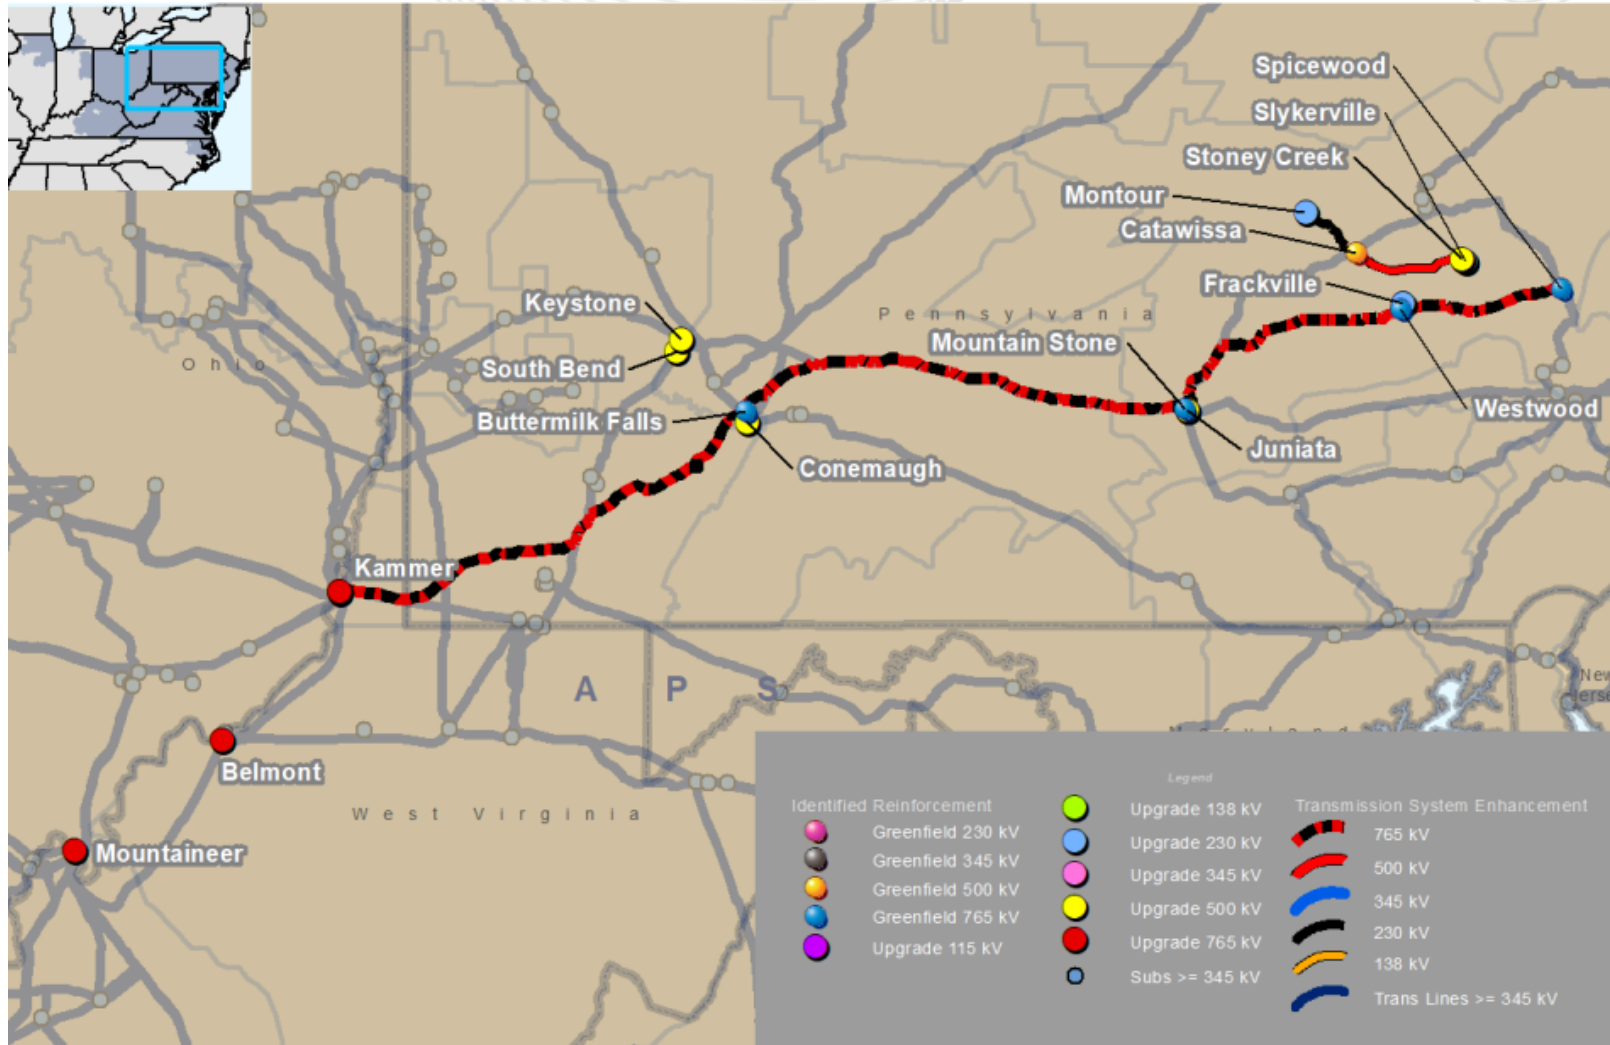 Spicewood
Slykerville
Stoney Creek
Montour
Catawissa
Frackville
Keystone
Pennsylvania
Mountain Stone
Ohio
South Bend
Buttermilk Falls
Westwood
Juniata
Conemaugh
Kammer
A P S
New
Belmont
West Virginia
Mountaineer
Legend
Identified Reinforcement
Greenfield 230 kV
Greenfield 345 kV
Greenfield 500 kV
Greenfield 765 kV
Upgrade 115 kV
Upgrade 138 kV
Upgrade 230 kV
Upgrade 345 kV
Upgrade 500 kV
Upgrade 765 kV
Subs >= 345 kV
Transmission System Enhancement
765 kV
500 kV
345 kV
230 kV
138 kV
Trans Lines >= 345 kV